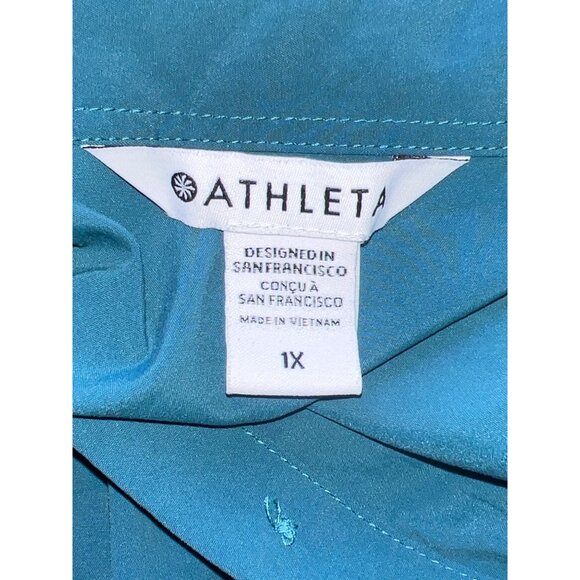 ATHLETA
DESIGNED IN
SAN FRANCISCO
CONÇU À
SAN FRANCISCO
MADE IN VIETNAM
1X